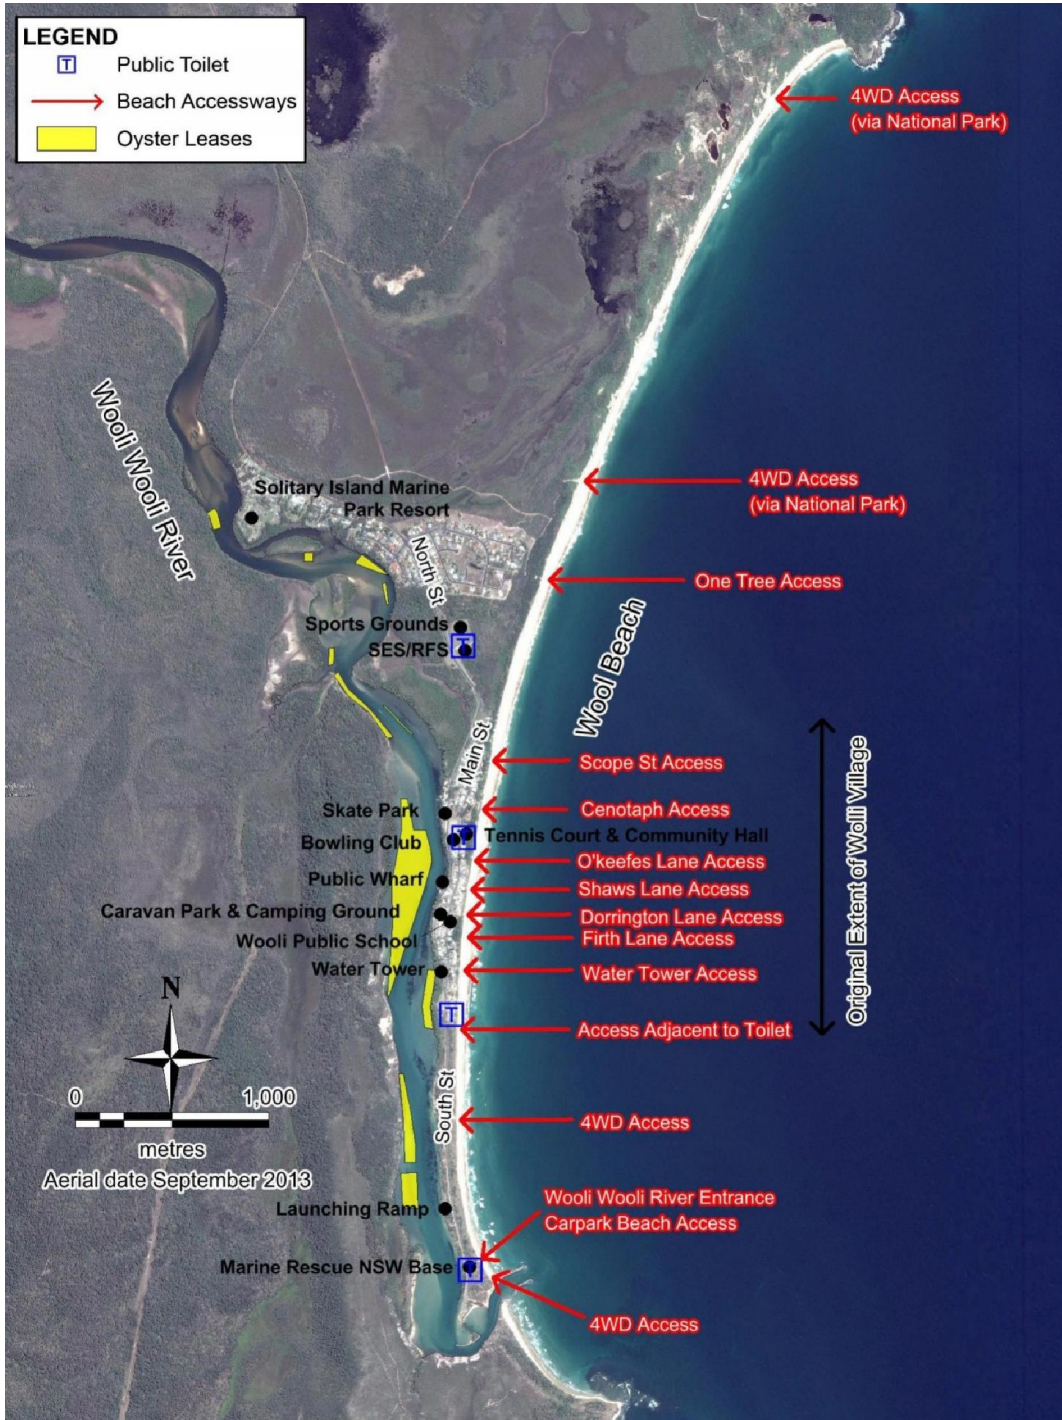 LEGEND
T Public Toilet
Beach Accessways
Oyster Leases
4WD Access
(via National Park)
Wooli Wooli River
Solitary Island Marine
Park Resort
4WD Access
(via National Park)
North St
One Tree Access
Sports Grounds
SES/RFS
T
Wool Beach
Main St
Scope St Access
Skate Park
Cenotaph Access
Bowling Club
T
Tennis Court & Community Hall
O'keefes Lane Access
Public Wharf
Shaws Lane Access
Caravan Park & Camping Ground
Dorrington Lane Access
Wooli Public School
Firth Lane Access
Water Tower
Water Tower Access
Original Extent of Wolli Village
N
T
Access Adjacent to Toilet
0 1,000
metres
Aerial date September 2013
South St
4WD Access
Launching Ramp
Wooli Wooli River Entrance
Carpark Beach Access
Marine Rescue NSW Base
T
4WD Access